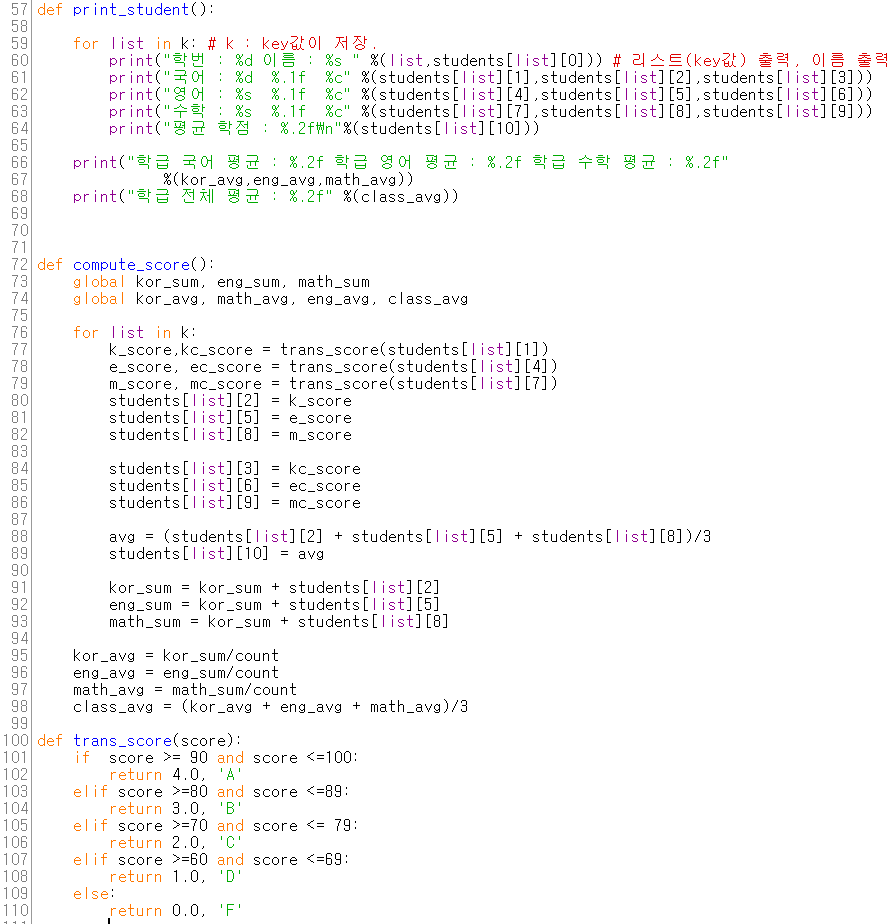 57 def print_student():
58
59     for list in k: # k : key값이 저장.
60         print("학번 : %d 이름 : %s " %(list,students[list][0])) # 리스트(key값) 출력, 이름 출력
61         print("국어 : %d  %.1f  %c" %(students[list][1],students[list][2],students[list][3]))
62         print("영어 : %s  %.1f  %c" %(students[list][4],students[list][5],students[list][6]))
63         print("수학 : %s  %.1f  %c" %(students[list][7],students[list][8],students[list][9]))
64         print("평균 학점 : %.2f₩n"%(students[list][10]))
65
66     print("학급 국어 평균 : %.2f 학급 영어 평균 : %.2f 학급 수학 평균 : %.2f"
67               %(kor_avg,eng_avg,math_avg))
68     print("학급 전체 평균 : %.2f" %(class_avg))
69
70
71
72 def compute_score():
73     global kor_sum, eng_sum, math_sum
74     global kor_avg, math_avg, eng_avg, class_avg
75
76     for list in k:
77         k_score,kc_score = trans_score(students[list][1])
78         e_score, ec_score = trans_score(students[list][4])
79         m_score, mc_score = trans_score(students[list][7])
80         students[list][2] = k_score
81         students[list][5] = e_score
82         students[list][8] = m_score
83
84         students[list][3] = kc_score
85         students[list][6] = ec_score
86         students[list][9] = mc_score
87
88         avg = (students[list][2] + students[list][5] + students[list][8])/3
89         students[list][10] = avg
90
91         kor_sum = kor_sum + students[list][2]
92         eng_sum = kor_sum + students[list][5]
93         math_sum = kor_sum + students[list][8]
94
95     kor_avg = kor_sum/count
96     eng_avg = eng_sum/count
97     math_avg = math_sum/count
98     class_avg = (kor_avg + eng_avg + math_avg)/3
99
100 def trans_score(score):
101     if  score >= 90 and score <=100:
102         return 4.0, 'A'
103     elif score >=80 and score <=89:
104         return 3.0, 'B'
105     elif score >=70 and score <= 79:
106         return 2.0, 'C'
107     elif score >=60 and score <=69:
108         return 1.0, 'D'
109     else:
110         return 0.0, 'F'